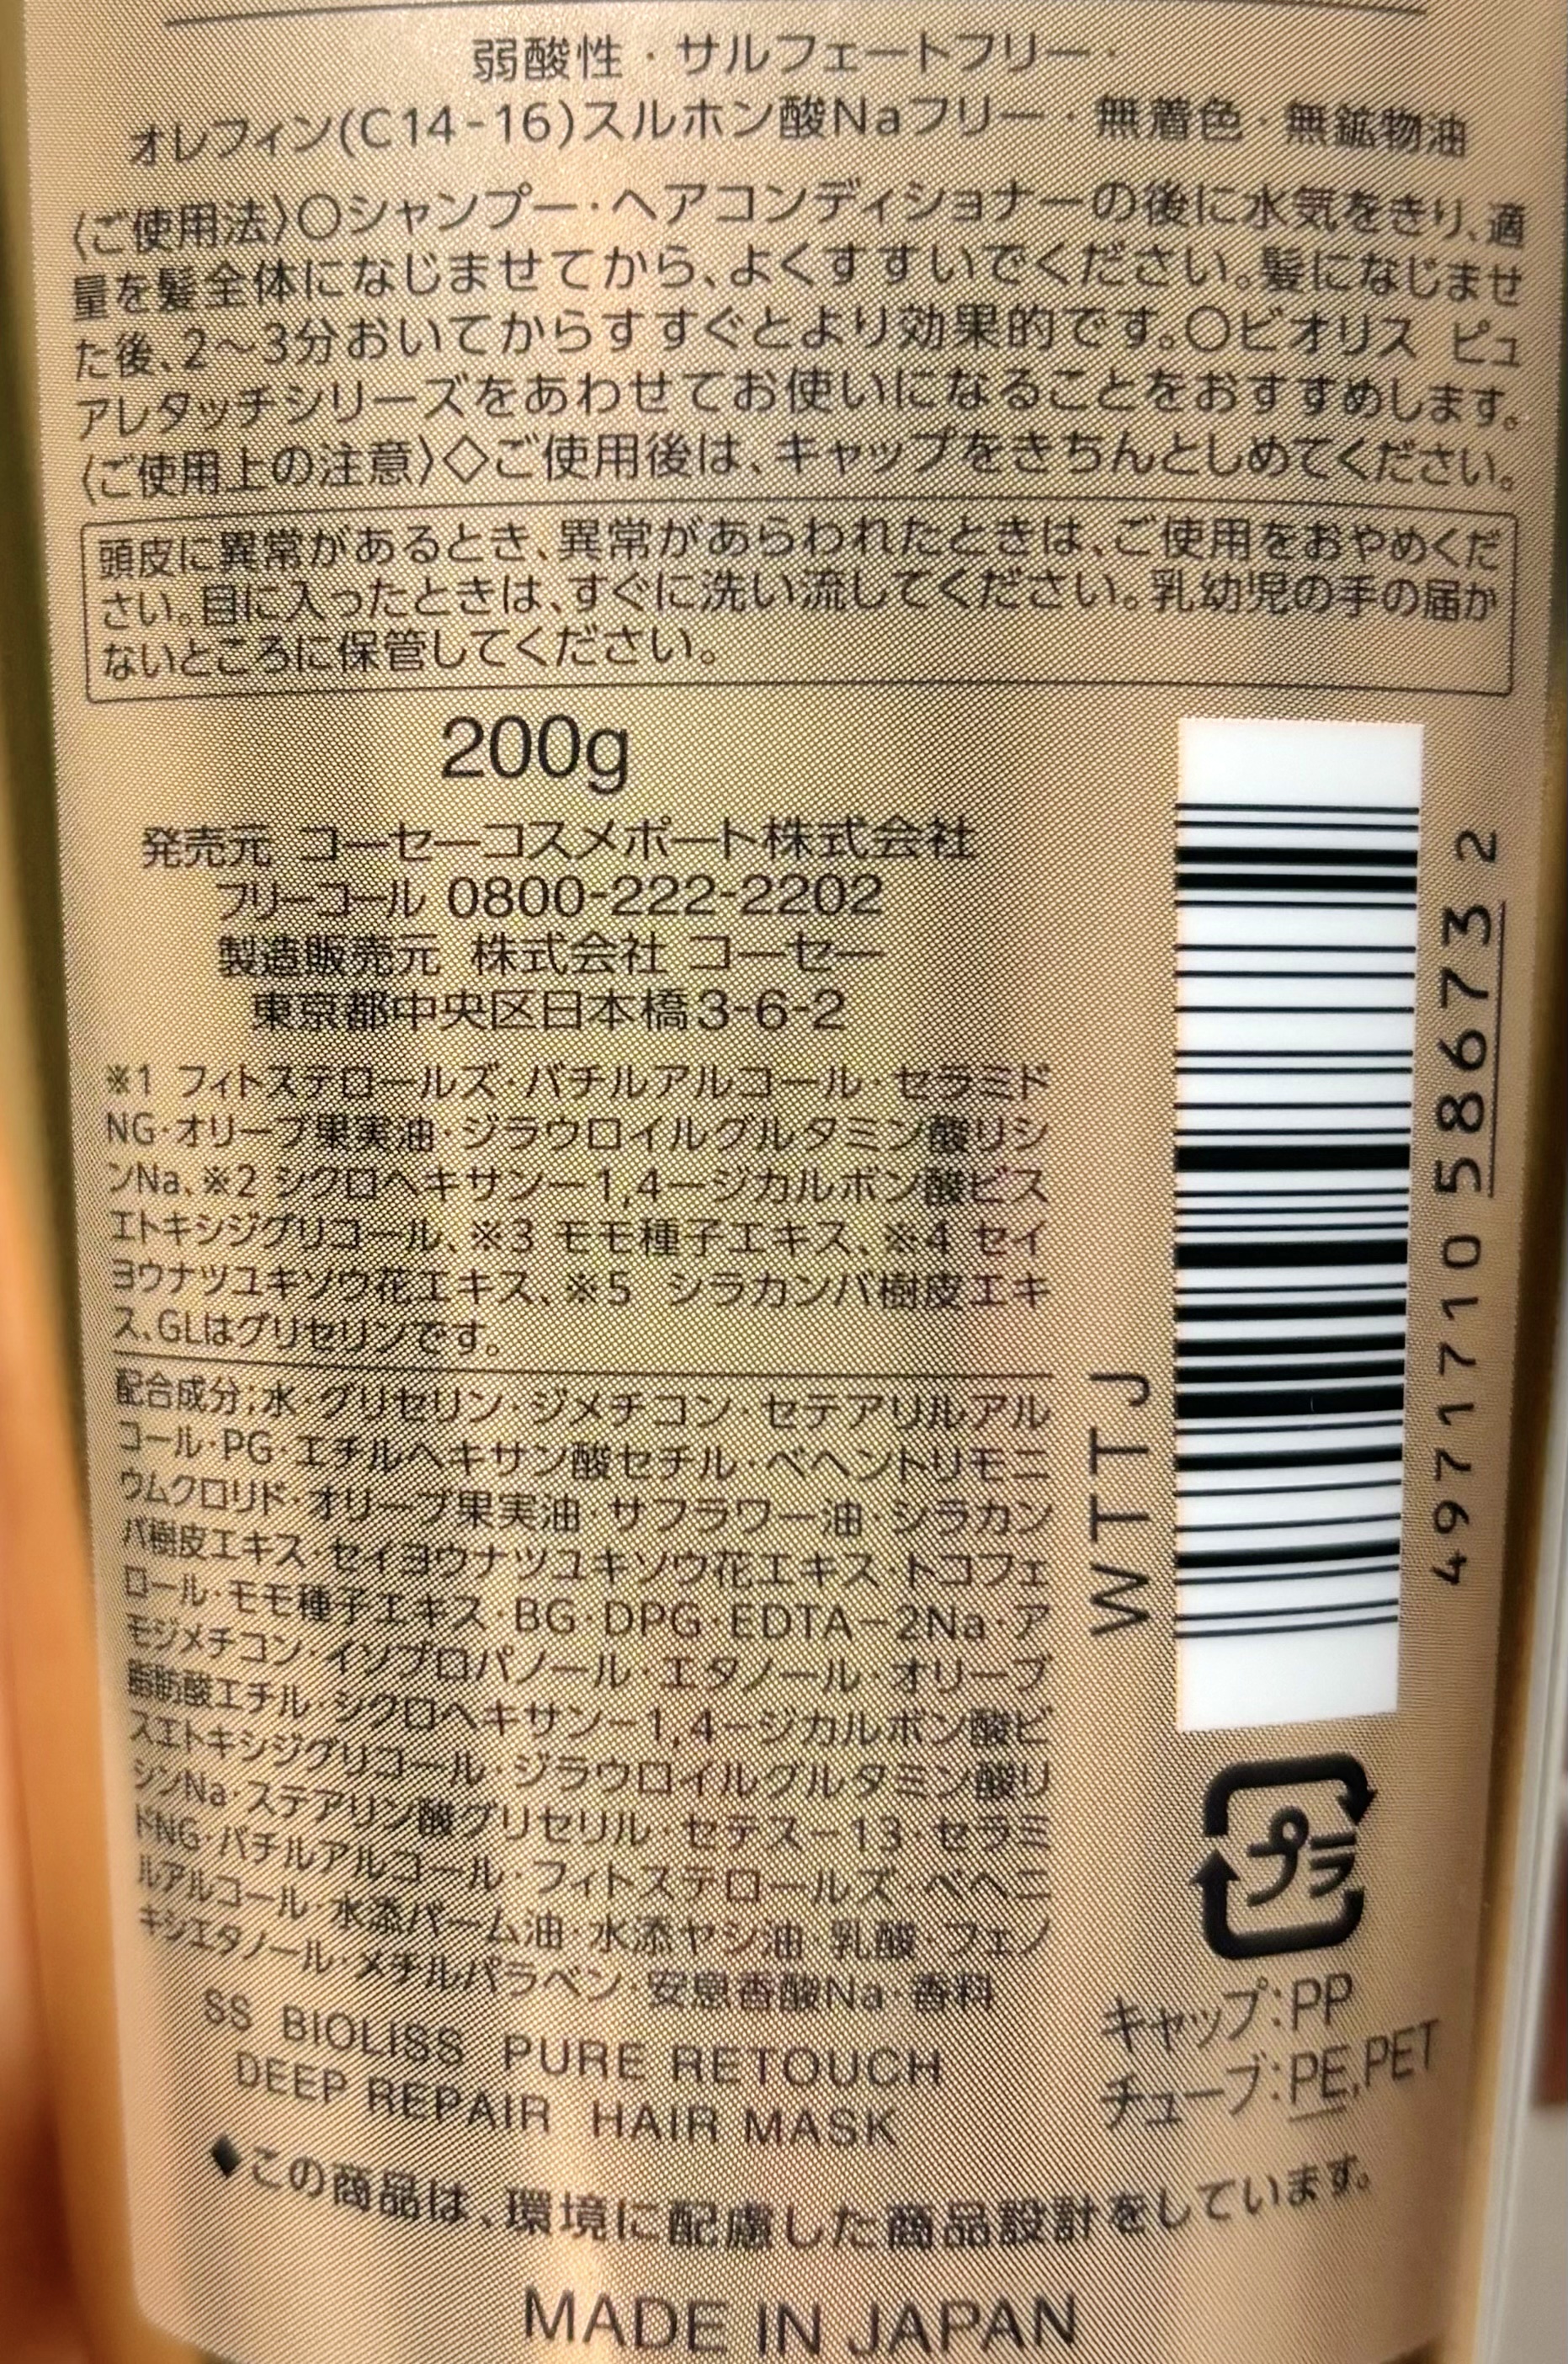 弱酸性・サルフェートフリー・
オレフィン(C14-16)スルホン酸Naフリー・無着色・無鉱物油
〈ご使用法〉○シャンプー・ヘアコンディショナーの後に水気をきり、適
量を髪全体になじませてから、よくすすいでください。髪になじませ
た後、2〜3分おいてからすすぐとより効果的です。○ビオリス ピュ
アレタッチシリーズをあわせてお使いになることをおすすめします。
〈ご使用上の注意〉◇ご使用後は、キャップをきちんとしめてください。
頭皮に異常があるとき、異常があらわれたときは、ご使用をおやめくだ
さい。目に入ったときは、すぐに洗い流してください。乳幼児の手の届か
ないところに保管してください。
200g
発売元 コーセーコスメポート株式会社
フリーコール 0800-222-2202
製造販売元 株式会社 コーセー
東京都中央区日本橋3-6-2
※1 フィトステロールズ・バチルアルコール・セラミド
NG・オリーブ果実油・ジラウロイルグルタミン酸リシ
ンNa、※2 シクロヘキサン-1,4-ジカルボン酸ビス
エトキシジグリコール、※3 モモ種子エキス、※4 セイ
ヨウナツユキソウ花エキス、※5 シラカンバ樹皮エキ
ス、GLはグリセリンです。
配合成分;水・グリセリン・ジメチコン・セテアリルアル
コール・PG・エチルヘキサン酸セチル・ベヘントリモニ
ウムクロリド・オリーブ果実油・サフラワー油・シラカン
バ樹皮エキス・セイヨウナツユキソウ花エキス・トコフェ
ロール・モモ種子エキス・BG・DPG・EDTA-2Na・ア
モジメチコン・イソプロパノール・エタノール・オリーブ
脂肪酸エチル・シクロヘキサン-1,4-ジカルボン酸ビ
スエトキシジグリコール・ジラウロイルグルタミン酸リ
シンNa・ステアリン酸グリセリル・セテス-13・セラミ
ドNG・バチルアルコール・フィトステロールズ・ベヘニ
ルアルコール・水添パーム油・水添ヤシ油・乳酸・フェノ
キシエタノール・メチルパラベン・安息香酸Na・香料
SS BIOLISS PURE RETOUCH
DEEP REPAIR HAIR MASK
4971710 586732
WTTJ
プラ
キャップ:PP
チューブ:PE,PET
◆この商品は、環境に配慮した商品設計をしています。
MADE IN JAPAN